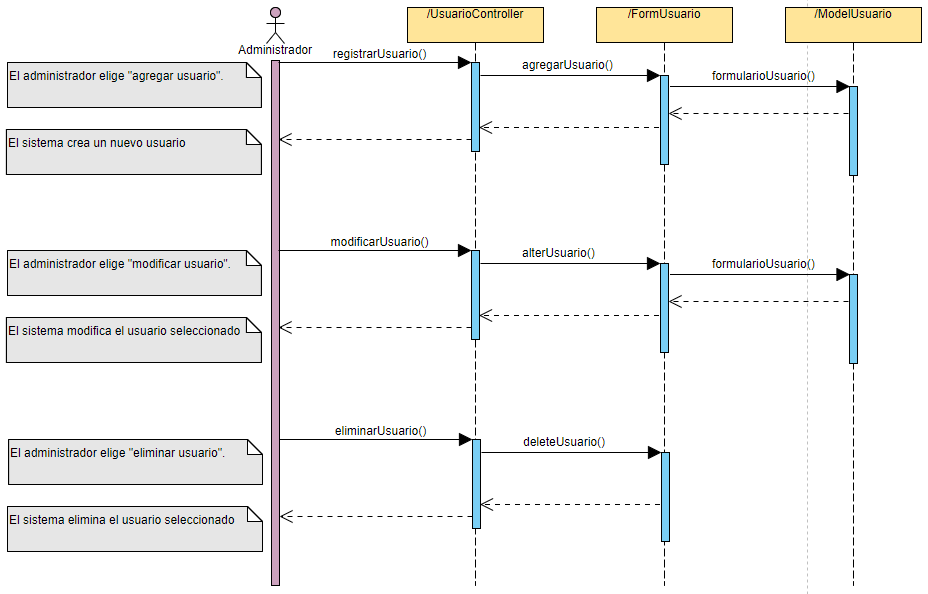 /UsuarioController
/FormUsuario
/ModelUsuario
Administrador
registrarUsuario()
agregarUsuario()
formularioUsuario()
El administrador elige "agregar usuario".
El sistema crea un nuevo usuario
modificarUsuario()
alterUsuario()
formularioUsuario()
El administrador elige "modificar usuario".
El sistema modifica el usuario seleccionado
eliminarUsuario()
deleteUsuario()
El administrador elige "eliminar usuario".
El sistema elimina el usuario seleccionado